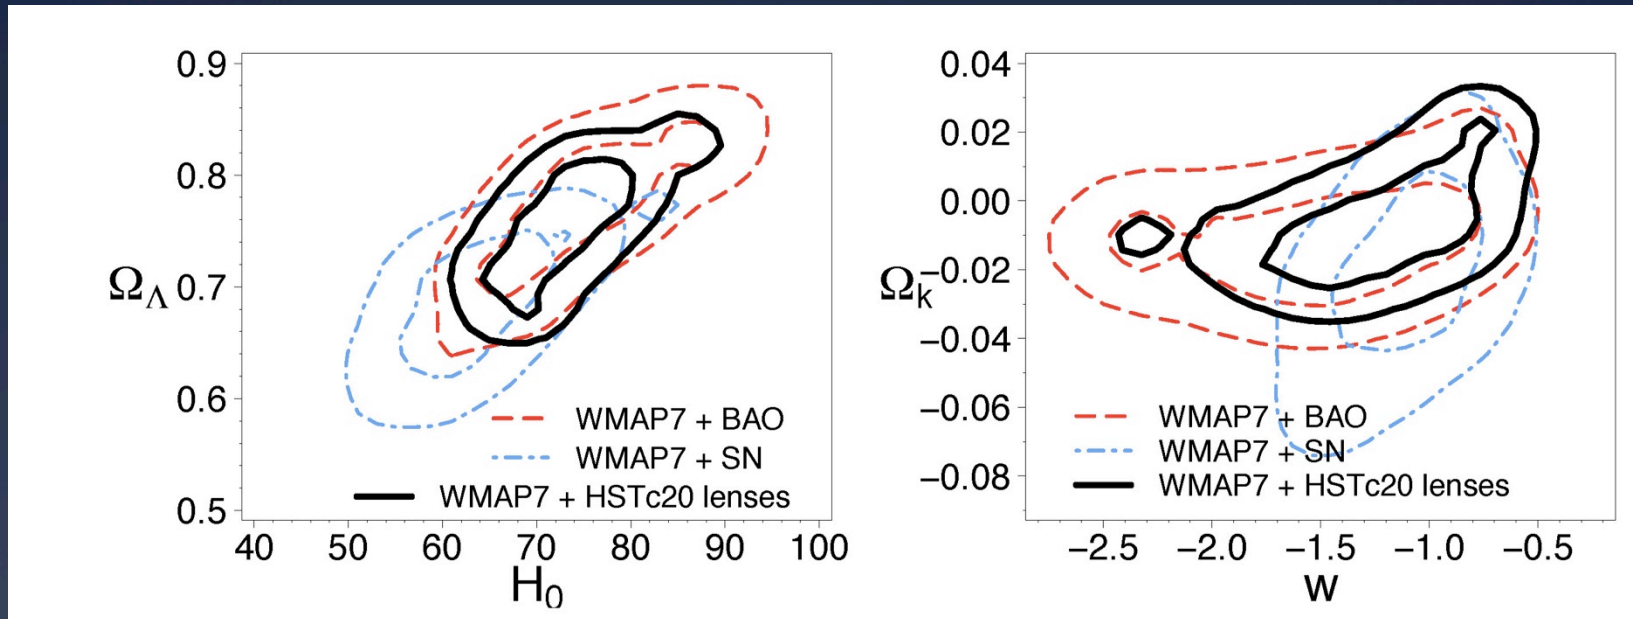 0.9
0.8
0.7
0.6
0.5
Ω_Λ
40 50 60 70 80 90 100
H₀
WMAP7 + BAO
WMAP7 + SN
WMAP7 + HSTc20 lenses
0.04
0.02
0.00
−0.02
−0.04
−0.06
−0.08
Ω_k
−2.5 −2.0 −1.5 −1.0 −0.5
w
WMAP7 + BAO
WMAP7 + SN
WMAP7 + HSTc20 lenses